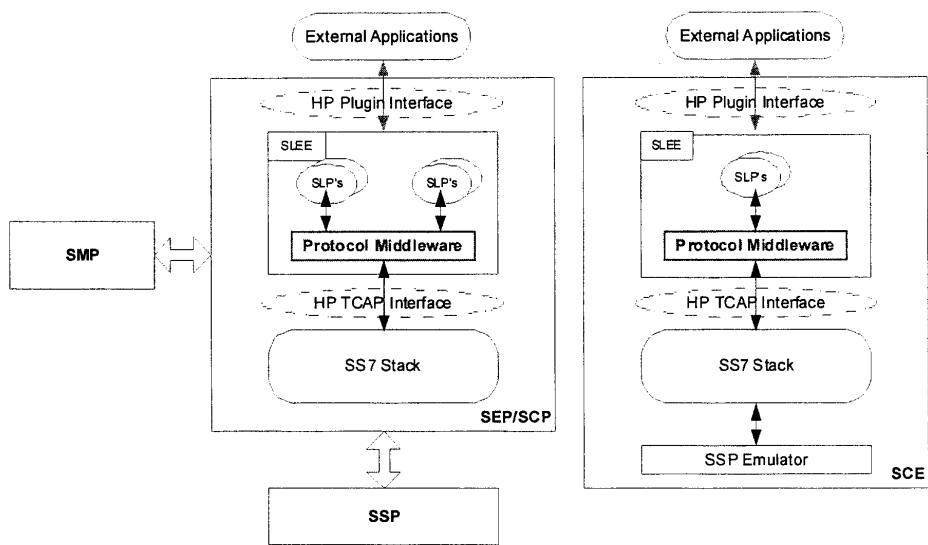 External Applications
HP Plugin Interface
SLEE
SLP's
SLP's
Protocol Middleware
HP TCAP Interface
SS7 Stack
SEP/SCP
SMP
SSP
External Applications
HP Plugin Interface
SLEE
SLP's
Protocol Middleware
HP TCAP Interface
SS7 Stack
SSP Emulator
SCE